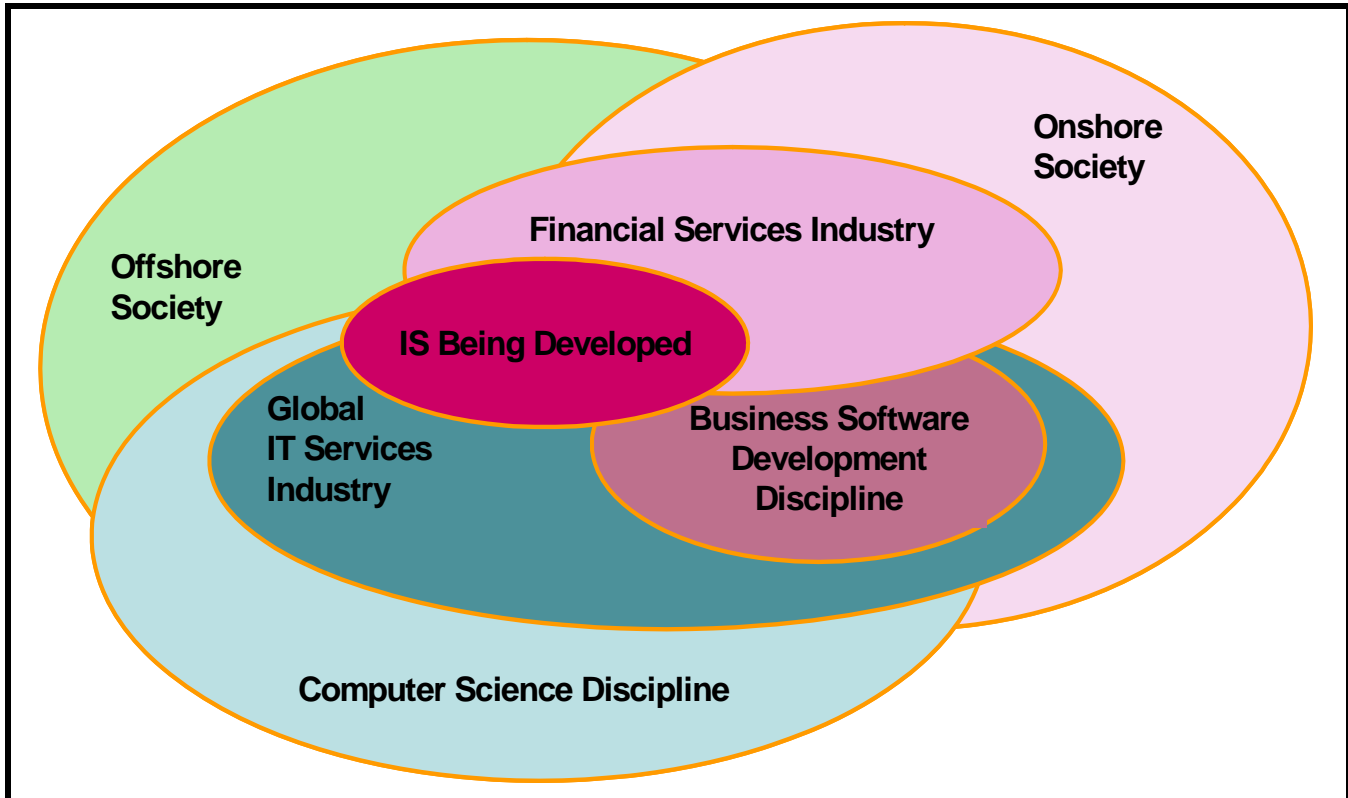 Onshore
Society
Financial Services Industry
Offshore
Society
IS Being Developed
Global
IT Services
Industry
Business Software
Development
Discipline
Computer Science Discipline